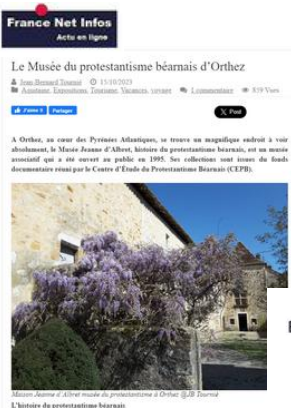 France Net Infos
Actu en ligne
Le Musée du protestantisme béarnais d'Orthez
Jean-Bernard Tournié 15/10/2023
Aquitaine, Expositions, Tourisme, Vacances, voyage 1 commentaire 819 Vues
J'aime 0 Partager X Post
A Orthez, au cœur des Pyrénées Atlantiques, se trouve un magnifique endroit à voir
absolument, le Musée Jeanne d'Albret, histoire du protestantisme béarnais, est un musée
associatif qui a été ouvert au public en 1995. Ses collections sont issues du fonds
documentaire réuni par le Centre d'Étude du Protestantisme Béarnais (CEPB).
Maison Jeanne d'Albret musée du protestantisme à Orthez @JB Tournié
L'histoire du protestantisme béarnais